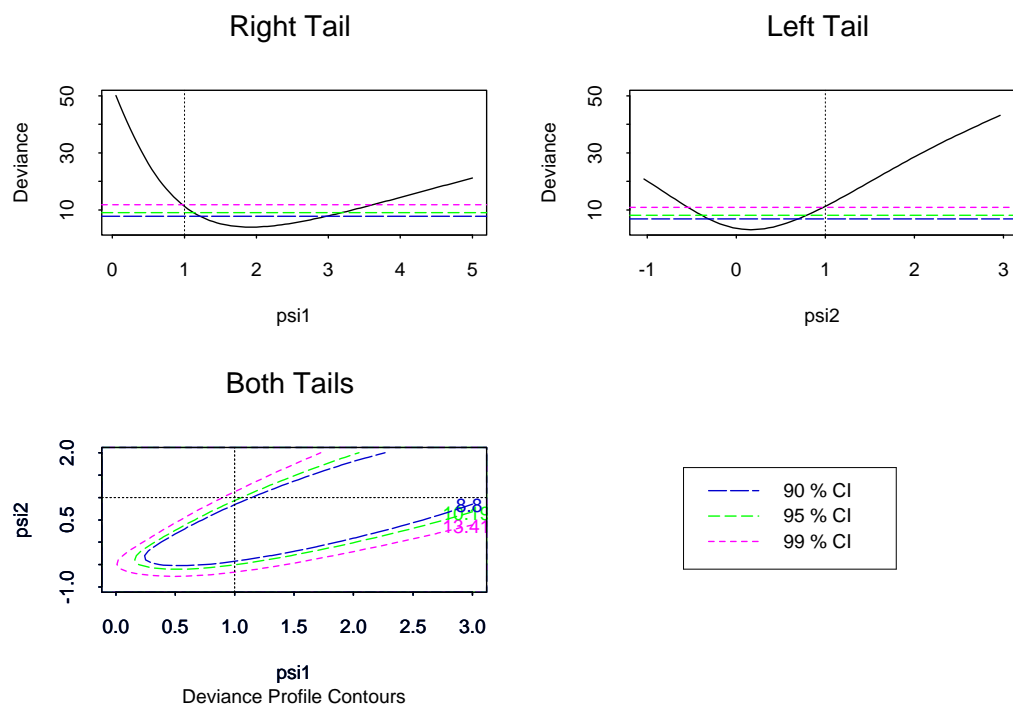 Right Tail
Deviance
50
30
10
0 1 2 3 4 5
psi1
Left Tail
Deviance
50
30
10
-1 0 1 2 3
psi2
Both Tails
psi2
2.0
0.5
-1.0
8.8
13.41
0.0 0.5 1.0 1.5 2.0 2.5 3.0
psi1
Deviance Profile Contours
90 % CI
95 % CI
99 % CI